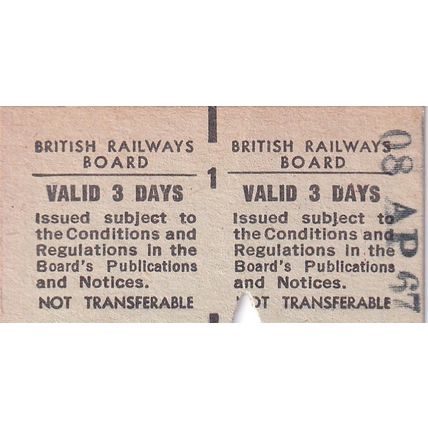 BRITISH RAILWAYS
BOARD
VALID 3 DAYS
Issued subject to
the Conditions and
Regulations in the
Board's Publications
and Notices.
NOT TRANSFERABLE
1
BRITISH RAILWAYS
BOARD
VALID 3 DAYS
Issued subject to
the Conditions and
Regulations in the
Board's Publications
and Notices.
NOT TRANSFERABLE
08 AP 67